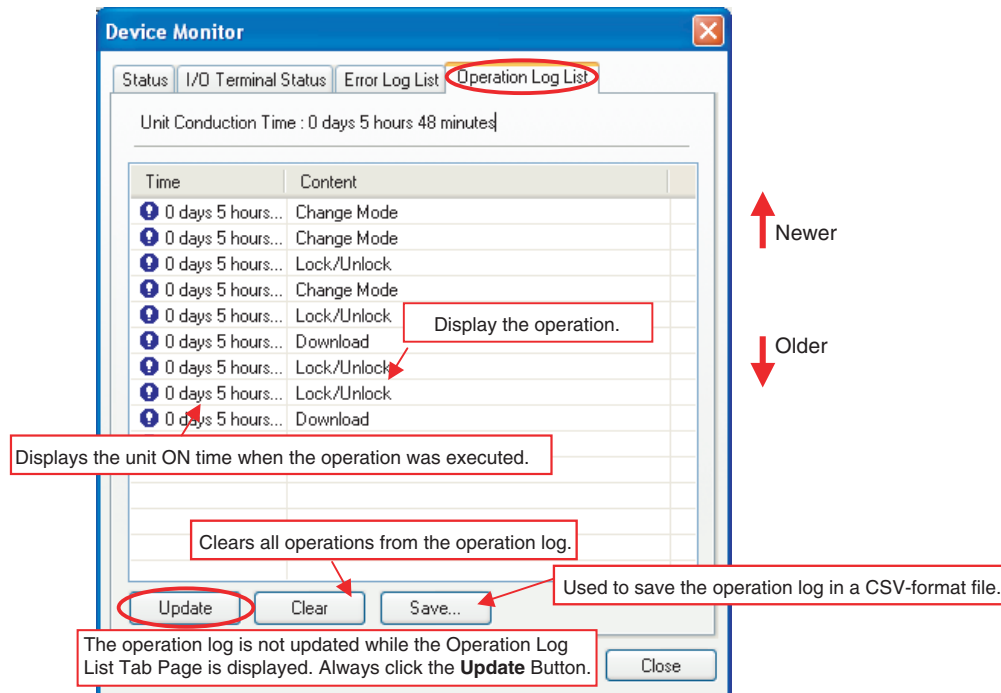 Device Monitor
Status
I/O Terminal Status
Error Log List
Operation Log List
Unit Conduction Time : 0 days 5 hours 48 minutes
Time Content
0 days 5 hours... Change Mode
0 days 5 hours... Change Mode
0 days 5 hours... Lock/Unlock
0 days 5 hours... Change Mode
0 days 5 hours... Lock/Unlock
0 days 5 hours... Download
0 days 5 hours... Lock/Unlock
0 days 5 hours... Lock/Unlock
0 days 5 hours... Download
Newer
Display the operation.
Older
Displays the unit ON time when the operation was executed.
Clears all operations from the operation log.
Used to save the operation log in a CSV-format file.
Update
Clear
Save...
The operation log is not updated while the Operation Log
List Tab Page is displayed. Always click the Update Button.
Close